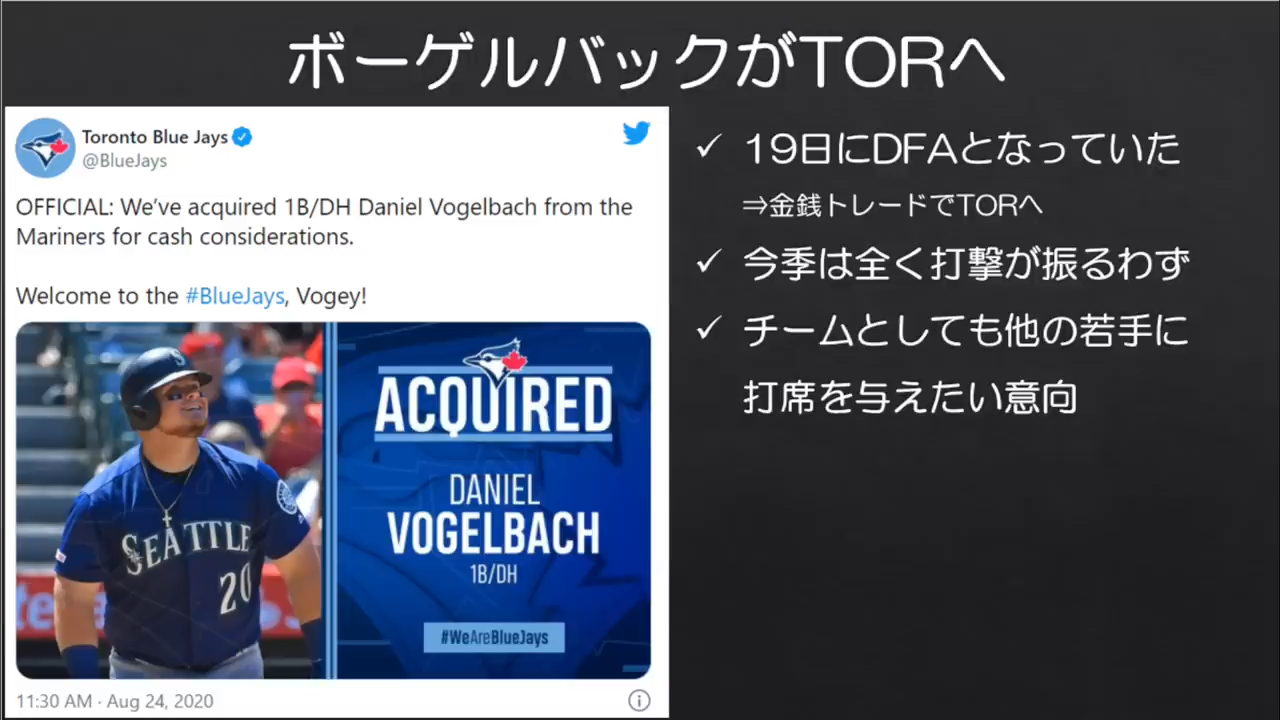 ボーゲルバックがTORへ
Toronto Blue Jays
@BlueJays
OFFICIAL: We've acquired 1B/DH Daniel Vogelbach from the
Mariners for cash considerations.
Welcome to the #BlueJays, Vogey!
S
SEATTLE
20
ACQUIRED
DANIEL
VOGELBACH
1B/DH
#WeAreBlueJays
11:30 AM · Aug 24, 2020
✓ 19日にDFAとなっていた
⇒金銭トレードでTORへ
✓ 今季は全く打撃が振るわず
✓ チームとしても他の若手に
打席を与えたい意向